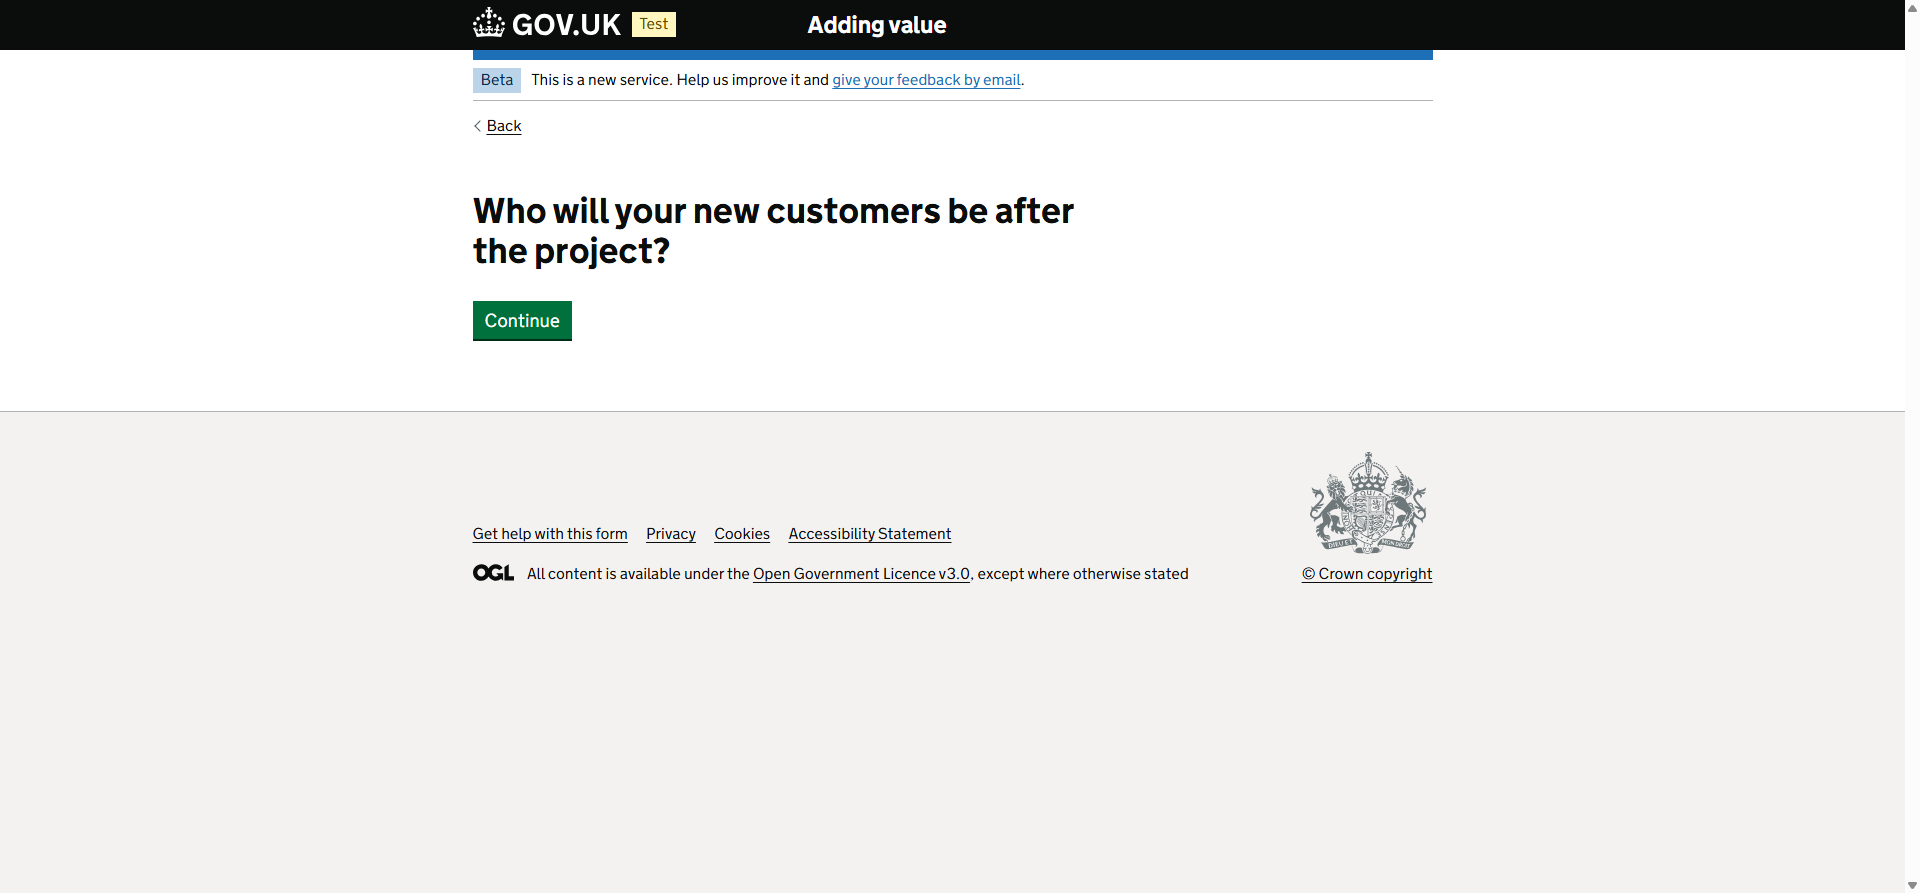 GOV.UK Test Adding value
Beta This is a new service. Help us improve it and give your feedback by email.
Back
Who will your new customers be after
the project?
Continue
Get help with this form Privacy Cookies Accessibility Statement
OGL All content is available under the Open Government Licence v3.0, except where otherwise stated
© Crown copyright